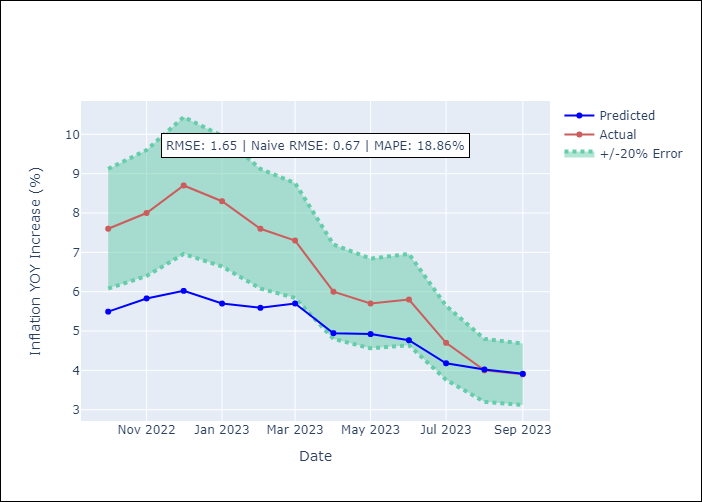 RMSE: 1.65 | Naive RMSE: 0.67 | MAPE: 18.86%
Predicted
Actual
+/-20% Error
Inflation YOY Increase (%)
10
9
8
7
6
5
4
3
Nov 2022 Jan 2023 Mar 2023 May 2023 Jul 2023 Sep 2023
Date